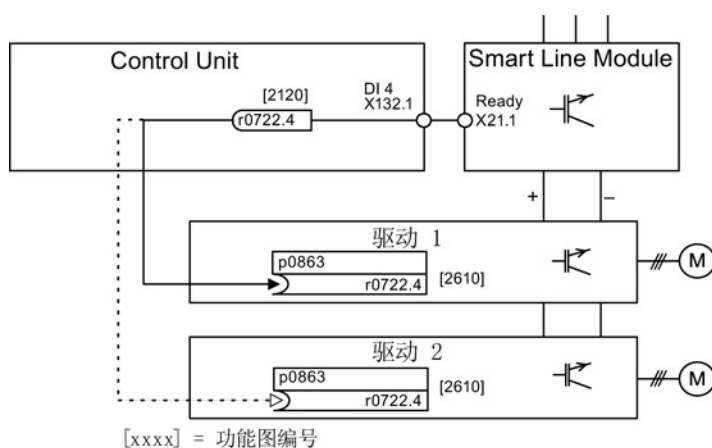 Control Unit
Smart Line Module
[2120]
r0722.4
DI 4
X132.1
Ready
X21.1
+
−
驱动 1
p0863
r0722.4
[2610]
M
驱动 2
p0863
r0722.4
[2610]
M
[xxxx] = 功能图编号